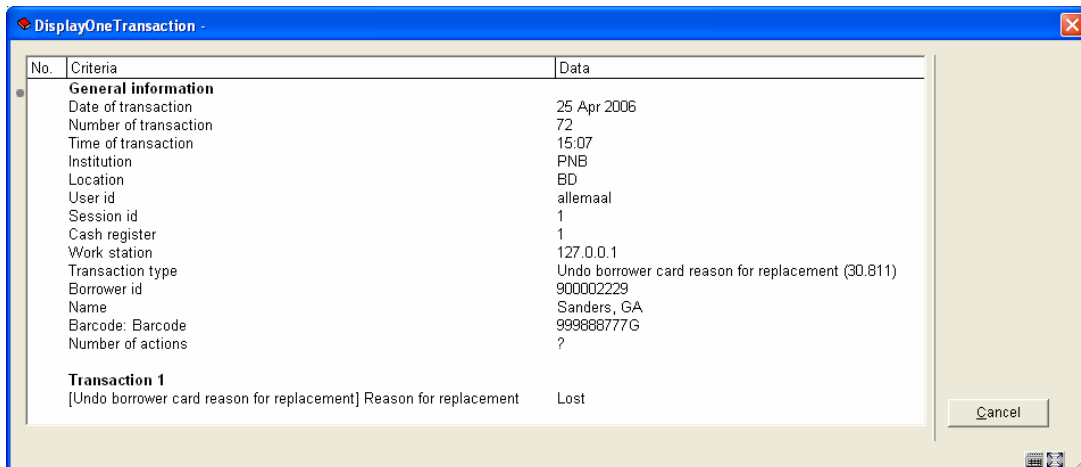 DisplayOneTransaction -
No. Criteria Data
General information
Date of transaction 25 Apr 2006
Number of transaction 72
Time of transaction 15:07
Institution PNB
Location BD
User id allemaal
Session id 1
Cash register 1
Work station 127.0.0.1
Transaction type Undo borrower card reason for replacement (30.811)
Borrower id 900002229
Name Sanders, GA
Barcode: Barcode 999888777G
Number of actions ?
Transaction 1
[Undo borrower card reason for replacement] Reason for replacement Lost
Cancel